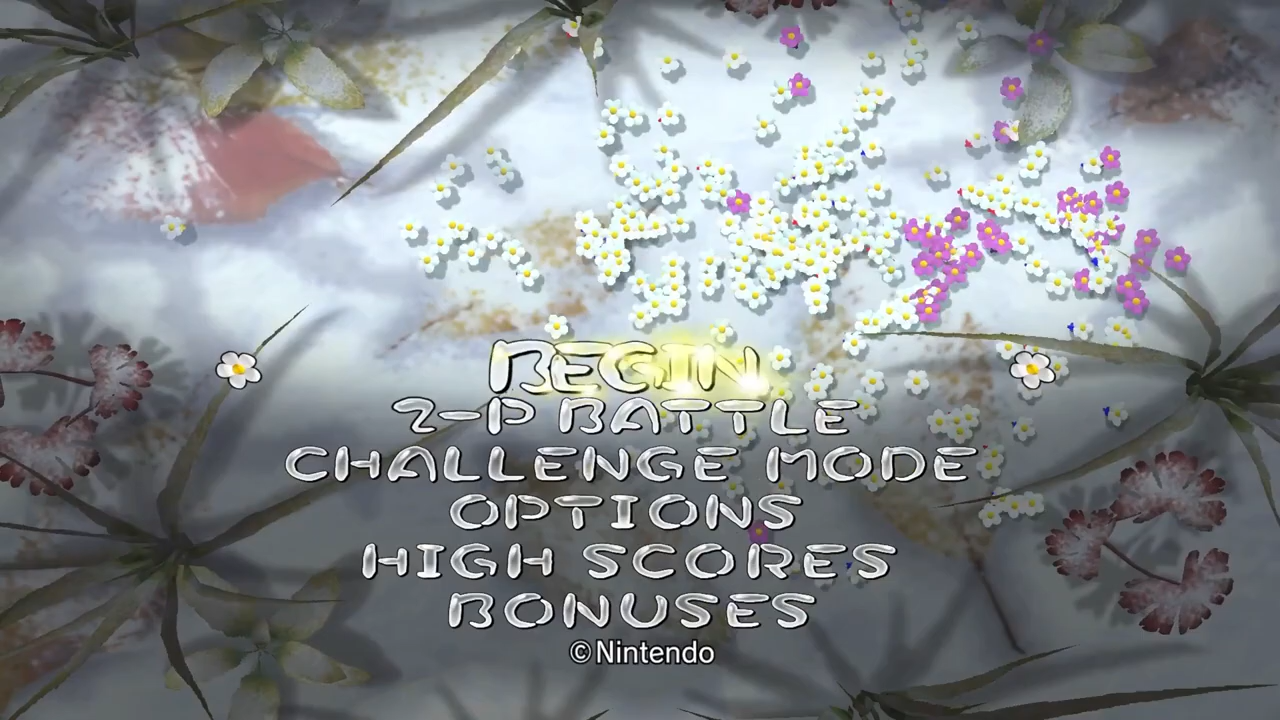 BEGIN
2-P BATTLE
CHALLENGE MODE
OPTIONS
HIGH SCORES
BONUSES
©Nintendo